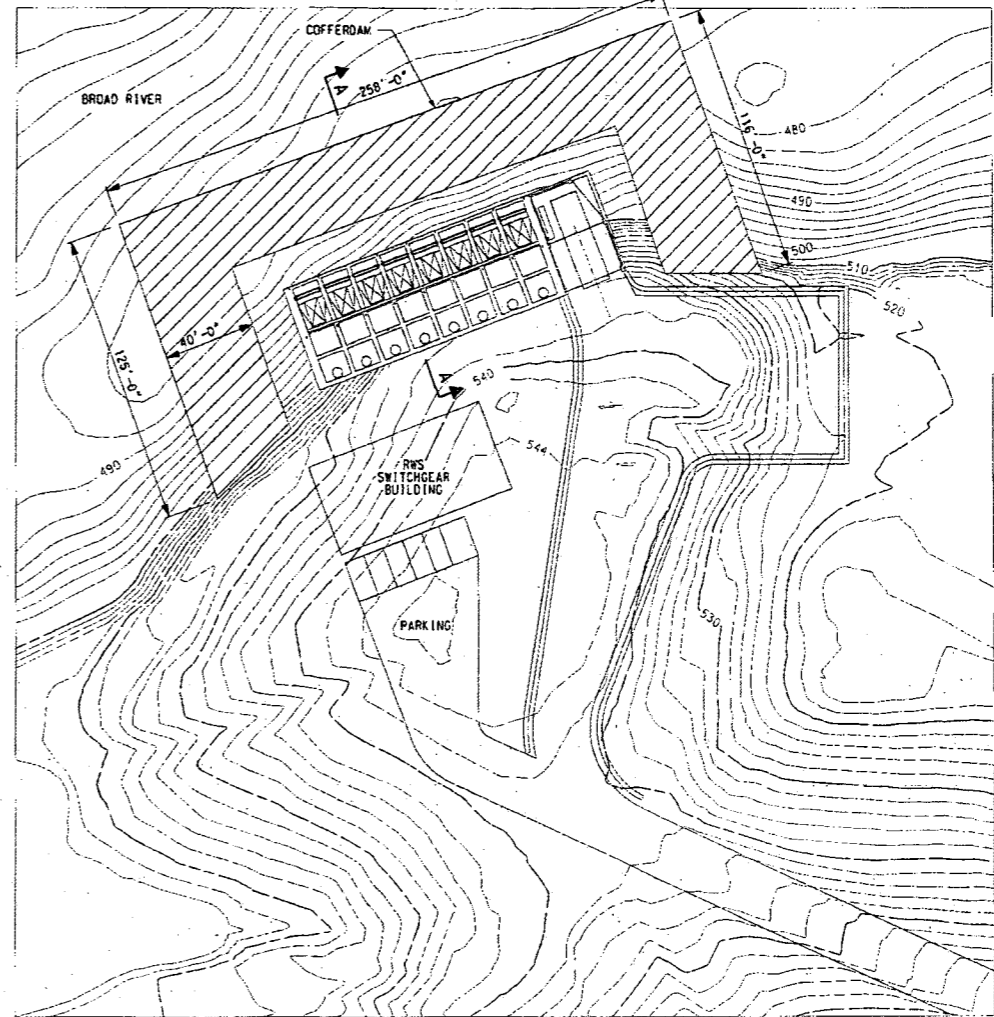 COFFERDAM
BROAD RIVER
A
258'-0"
480
116'-0"
490
500
510
520
40'-0"
125'-0"
A
540
490
544
RWS
SWITCHGEAR
BUILDING
530
PARKING